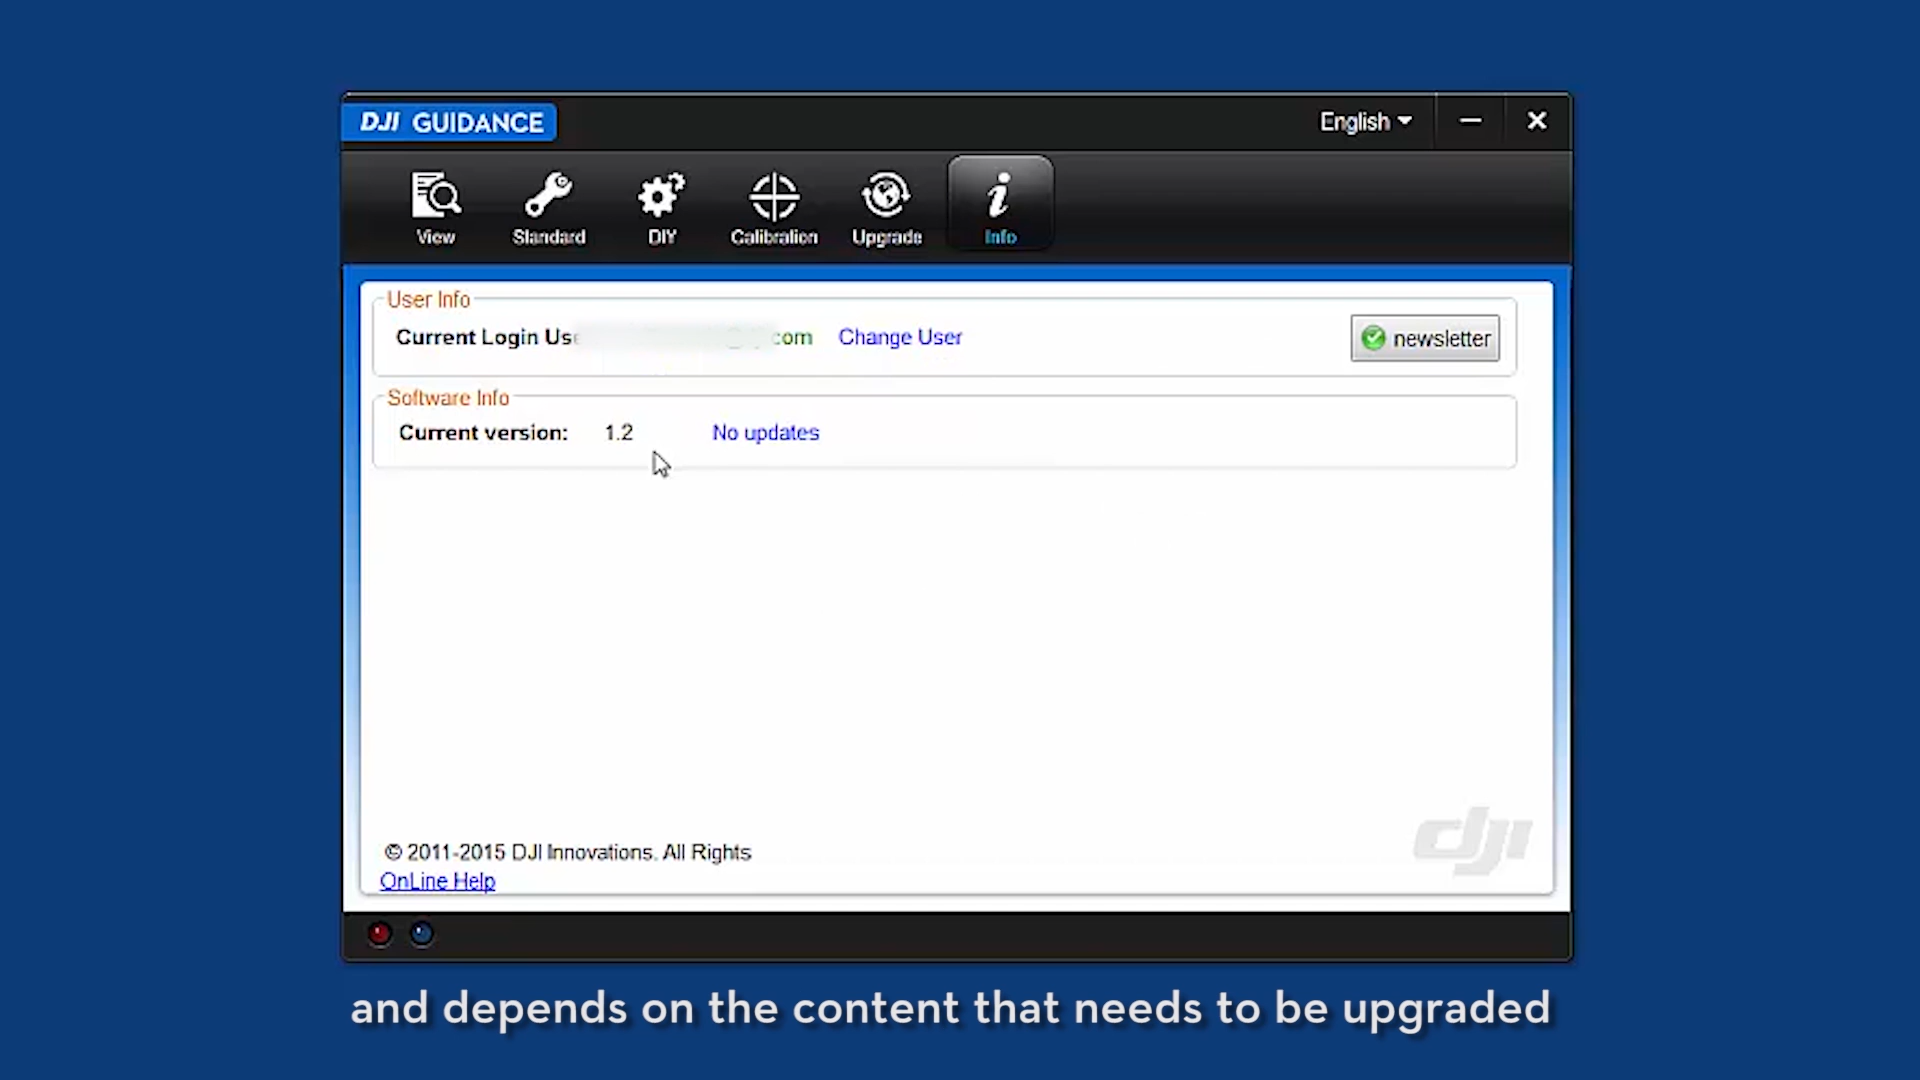 DJI GUIDANCE
English
View Standard DIY Calibration Upgrade Info
User Info
Current Login Use com Change User newsletter
Software Info
Current version: 1.2 No updates
© 2011-2015 DJI Innovations. All Rights
OnLine Help
dji
and depends on the content that needs to be upgraded